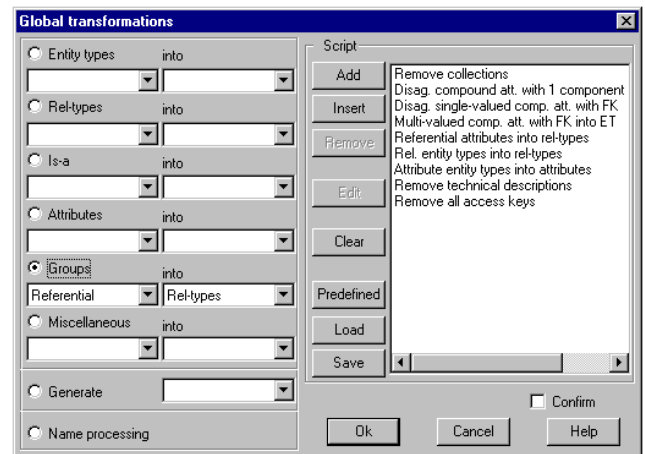 Global transformations
Entity types into
Rel-types into
Is-a into
Attributes into
Groups into
Referential Rel-types
Miscellaneous into
Generate
Name processing
Script
Add
Insert
Remove
Edit
Clear
Predefined
Load
Save
Remove collections
Disag. compound att. with 1 component
Disag. single-valued comp. att. with FK
Multi-valued comp. att. with FK into ET
Referential attributes into rel-types
Rel. entity types into rel-types
Attribute entity types into attributes
Remove technical descriptions
Remove all access keys
Confirm
Ok Cancel Help